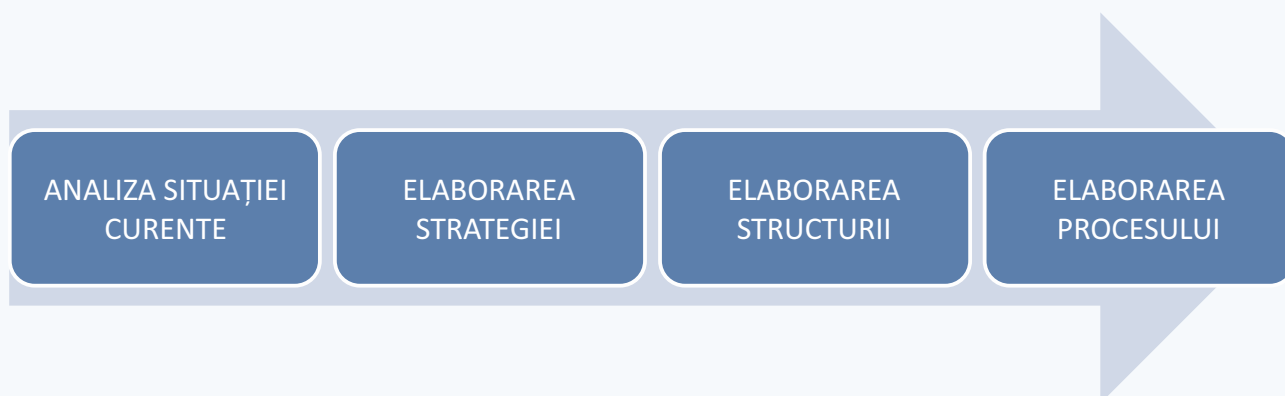 ANALIZA SITUAȚIEI
CURENTE
ELABORAREA
STRATEGIEI
ELABORAREA
STRUCTURII
ELABORAREA
PROCESULUI